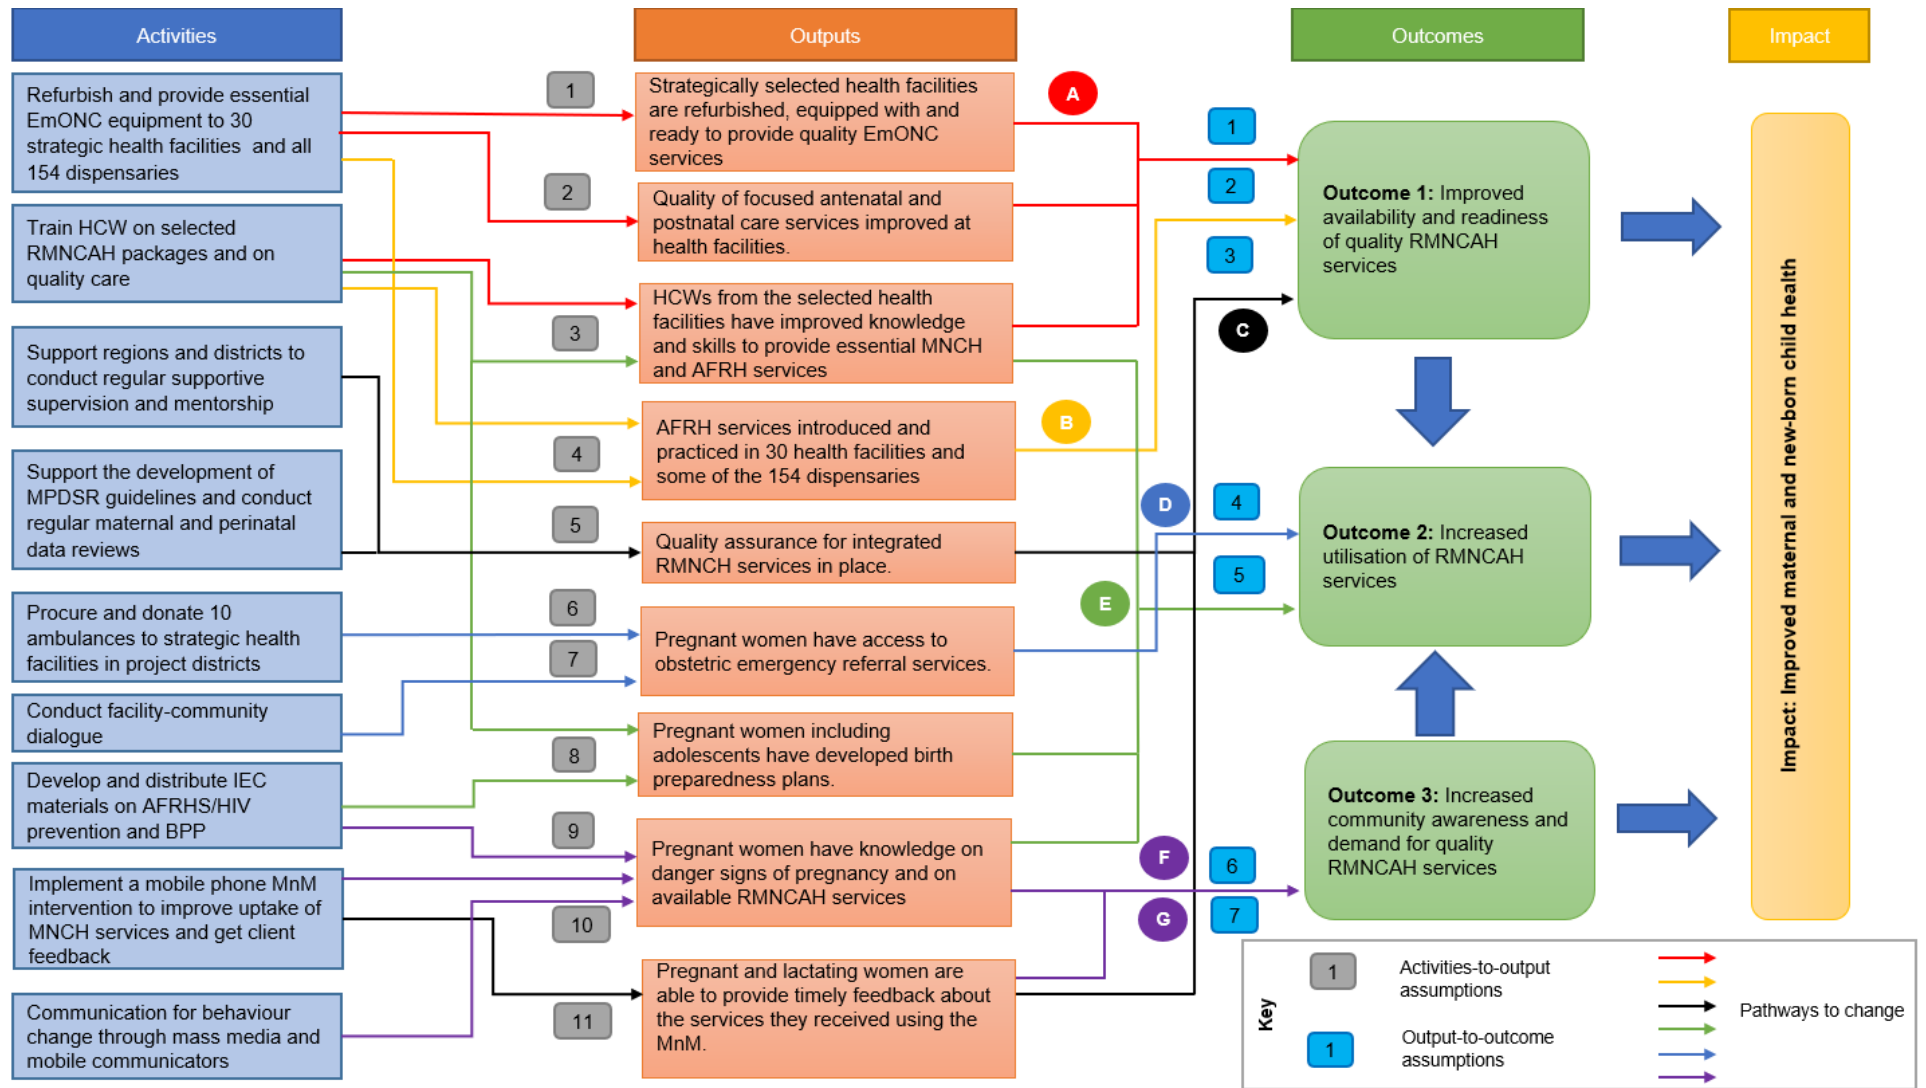 Activities
Outputs
Outcomes
Impact
Refurbish and provide essential
EmONC equipment to 30
strategic health facilities and all
154 dispensaries
Train HCW on selected
RMNCAH packages and on
quality care
Support regions and districts to
conduct regular supportive
supervision and mentorship
Support the development of
MPDSR guidelines and conduct
regular maternal and perinatal
data reviews
Procure and donate 10
ambulances to strategic health
facilities in project districts
Conduct facility-community
dialogue
Develop and distribute IEC
materials on AFRHS/HIV
prevention and BPP
Implement a mobile phone MnM
intervention to improve uptake of
MNCH services and get client
feedback
Communication for behaviour
change through mass media and
mobile communicators
1
2
3
4
5
6
7
8
9
10
11
Strategically selected health facilities
are refurbished, equipped with and
ready to provide quality EmONC
services
Quality of focused antenatal and
postnatal care services improved at
health facilities.
HCWs from the selected health
facilities have improved knowledge
and skills to provide essential MNCH
and AFRH services
AFRH services introduced and
practiced in 30 health facilities and
some of the 154 dispensaries
Quality assurance for integrated
RMNCH services in place.
Pregnant women have access to
obstetric emergency referral services.
Pregnant women including
adolescents have developed birth
preparedness plans.
Pregnant women have knowledge on
danger signs of pregnancy and on
available RMNCAH services
Pregnant and lactating women are
able to provide timely feedback about
the services they received using the
MnM.
A
B
C
D
E
F
G
1
2
3
4
5
6
7
Outcome 1: Improved
availability and readiness
of quality RMNCAH
services
Outcome 2: Increased
utilisation of RMNCAH
services
Outcome 3: Increased
community awareness and
demand for quality
RMNCAH services
Impact: Improved maternal and new-born child health
Key
1
Activities-to-output
assumptions
1
Output-to-outcome
assumptions
Pathways to change